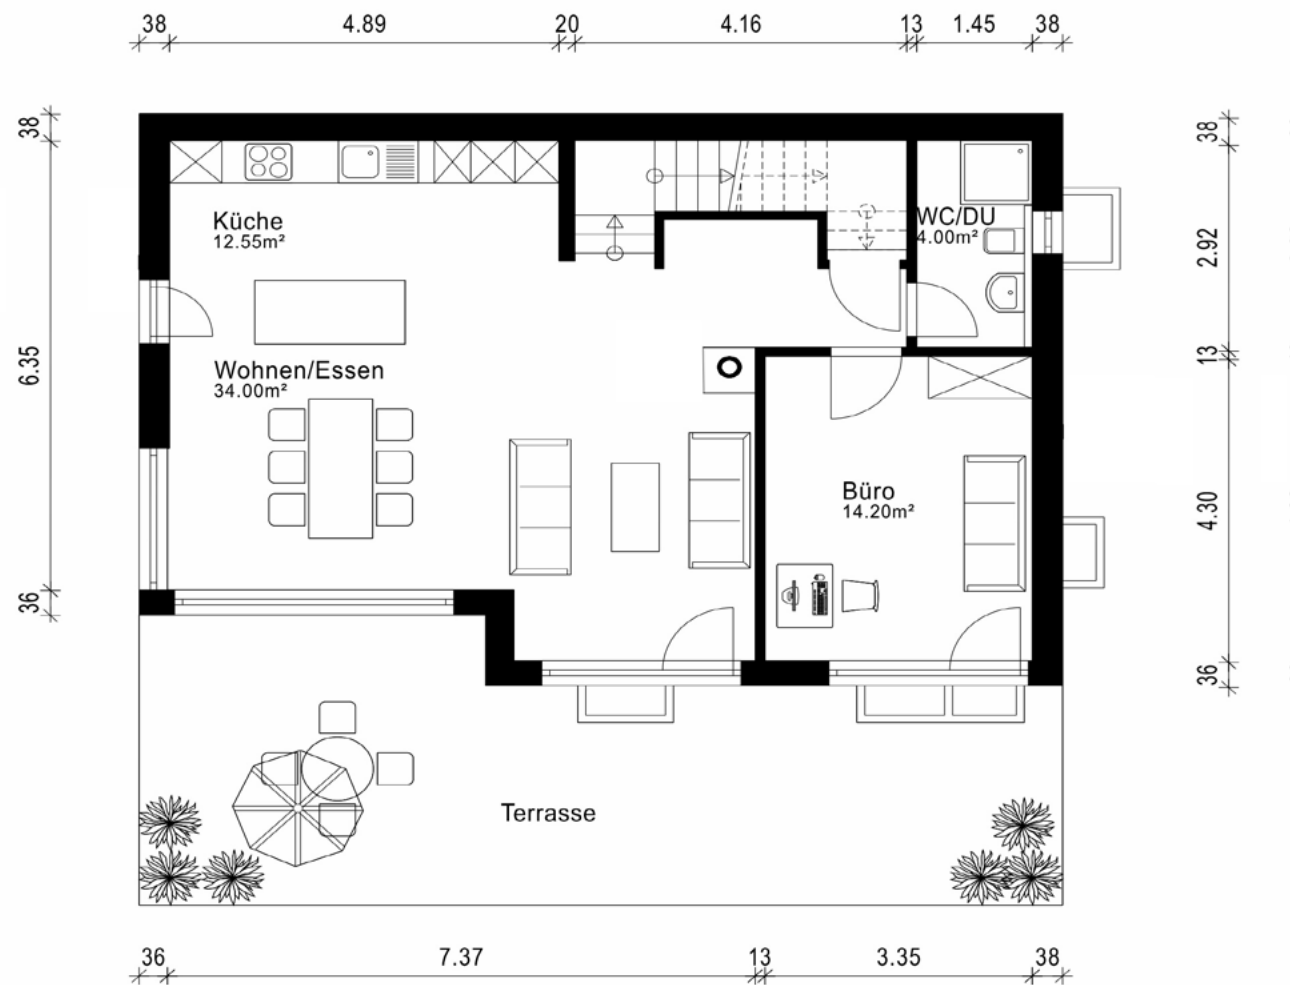 38 4.89 20 4.16 13 1.45 38
38
38
Küche
12.55m²
WC/DU
4.00m²
2.92
6.35
13
Wohnen/Essen
34.00m²
Büro
14.20m²
4.30
36
36
Terrasse
36 7.37 13 3.35 38